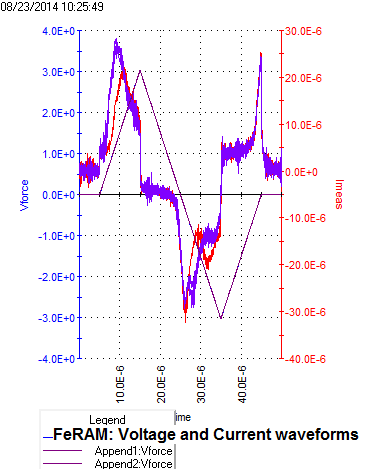 08/23/2014 10:25:49
4.0E+0
3.0E+0
2.0E+0
1.0E+0
0.0E+0
-1.0E+0
-2.0E+0
-3.0E+0
-4.0E+0
Vforce
30.0E-6
20.0E-6
10.0E-6
0.0E+0
-10.0E-6
-20.0E-6
-30.0E-6
-40.0E-6
Imeas
10.0E-6
20.0E-6
30.0E-6
40.0E-6
ime
Legend
FeRAM: Voltage and Current waveforms
Append1:Vforce
Append2:Vforce